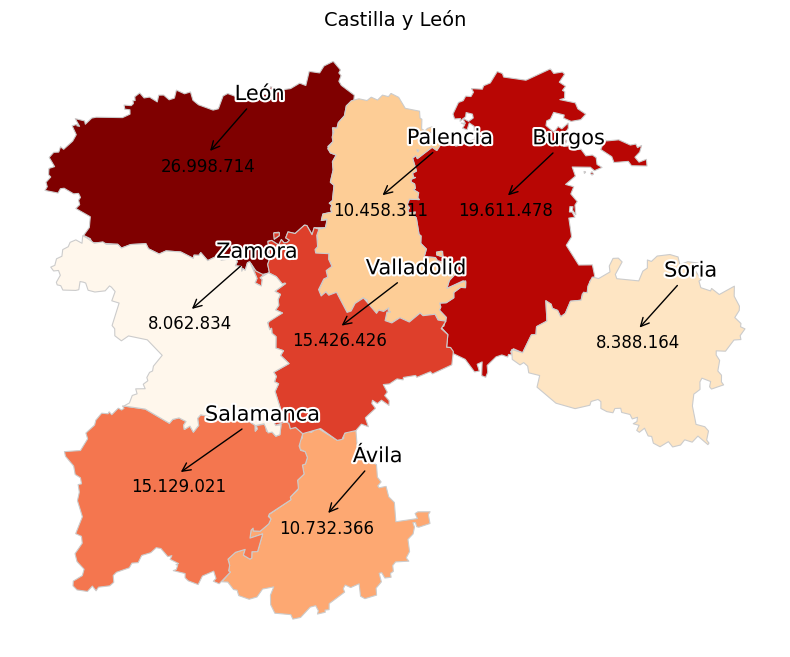 Castilla y León
León
26.998.714
Palencia
10.458.311
Burgos
19.611.478
Zamora
8.062.834
Valladolid
15.426.426
Soria
8.388.164
Salamanca
15.129.021
Ávila
10.732.366